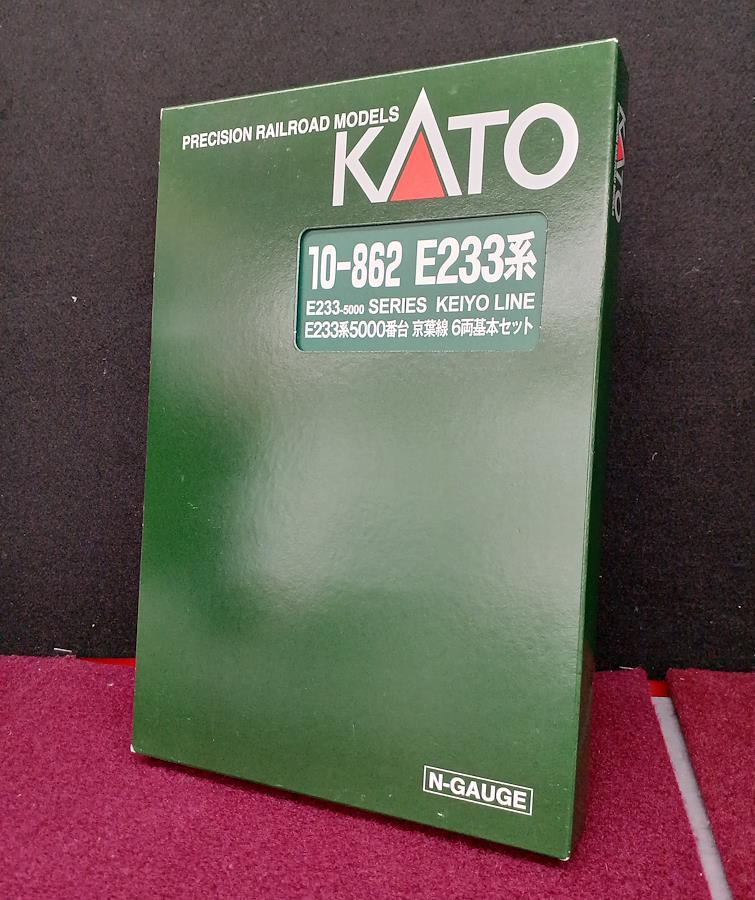 PRECISION RAILROAD MODELS
KATO
10-862 E233系
E233-5000 SERIES KEIYO LINE
E233系5000番台 京葉線 6両基本セット
N-GAUGE
KATO